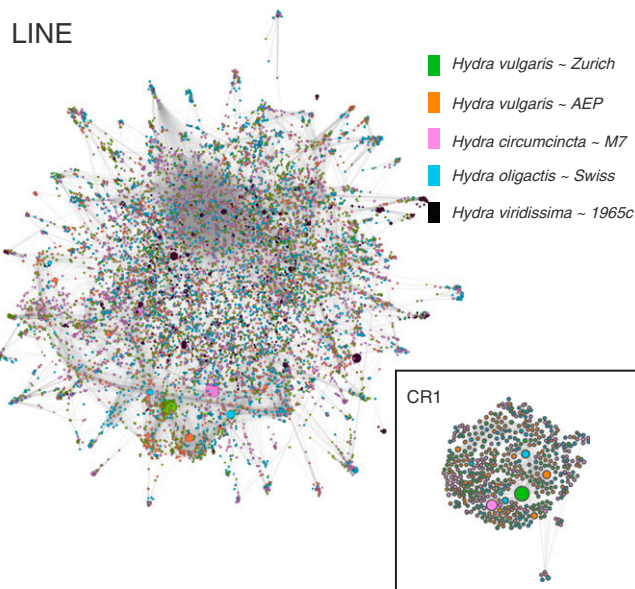 LINE
Hydra vulgaris ~ Zurich
Hydra vulgaris ~ AEP
Hydra circumcincta ~ M7
Hydra oligactis ~ Swiss
Hydra viridissima ~ 1965c
CR1